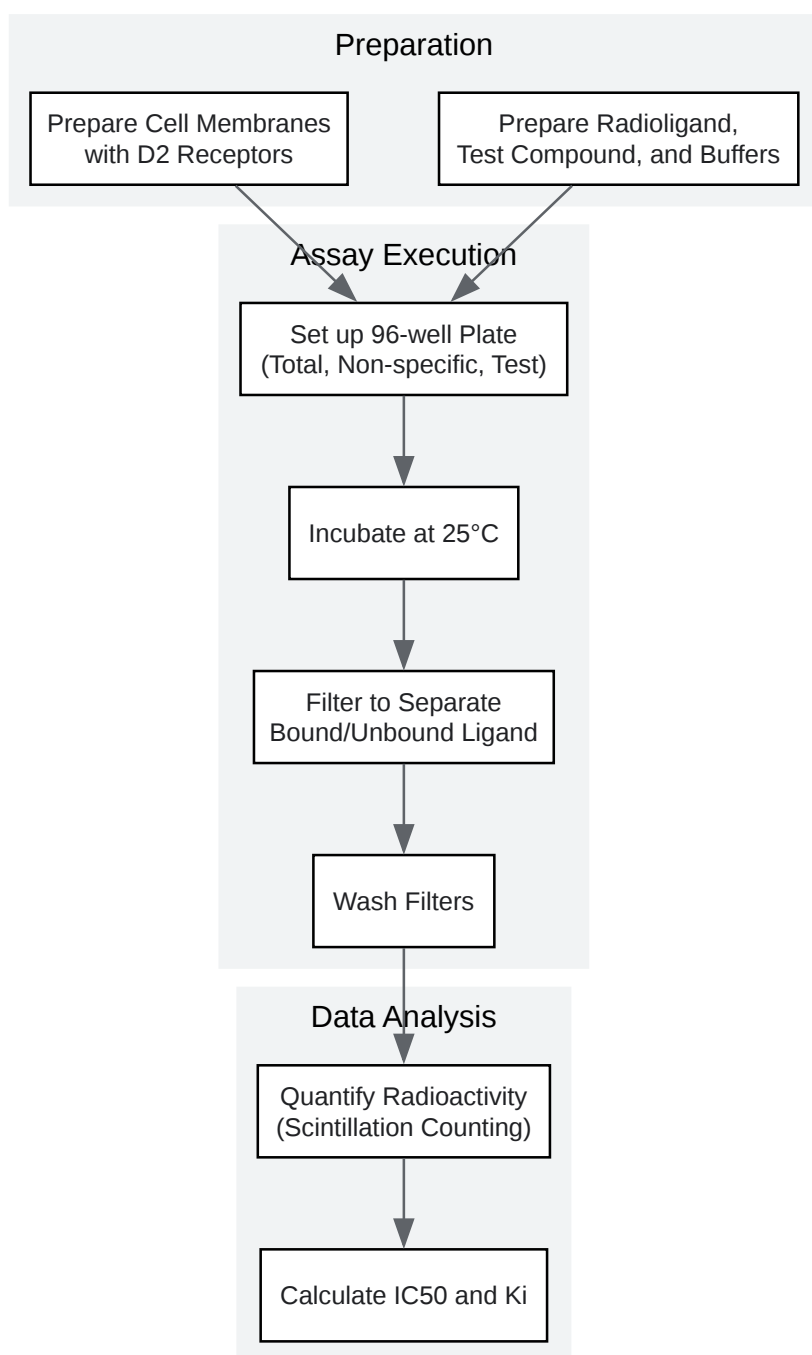 Preparation
Prepare Cell Membranes
with D2 Receptors
Prepare Radioligand,
Test Compound, and Buffers
Assay Execution
Set up 96-well Plate
(Total, Non-specific, Test)
Incubate at 25°C
Filter to Separate
Bound/Unbound Ligand
Wash Filters
Data Analysis
Quantify Radioactivity
(Scintillation Counting)
Calculate IC50 and Ki